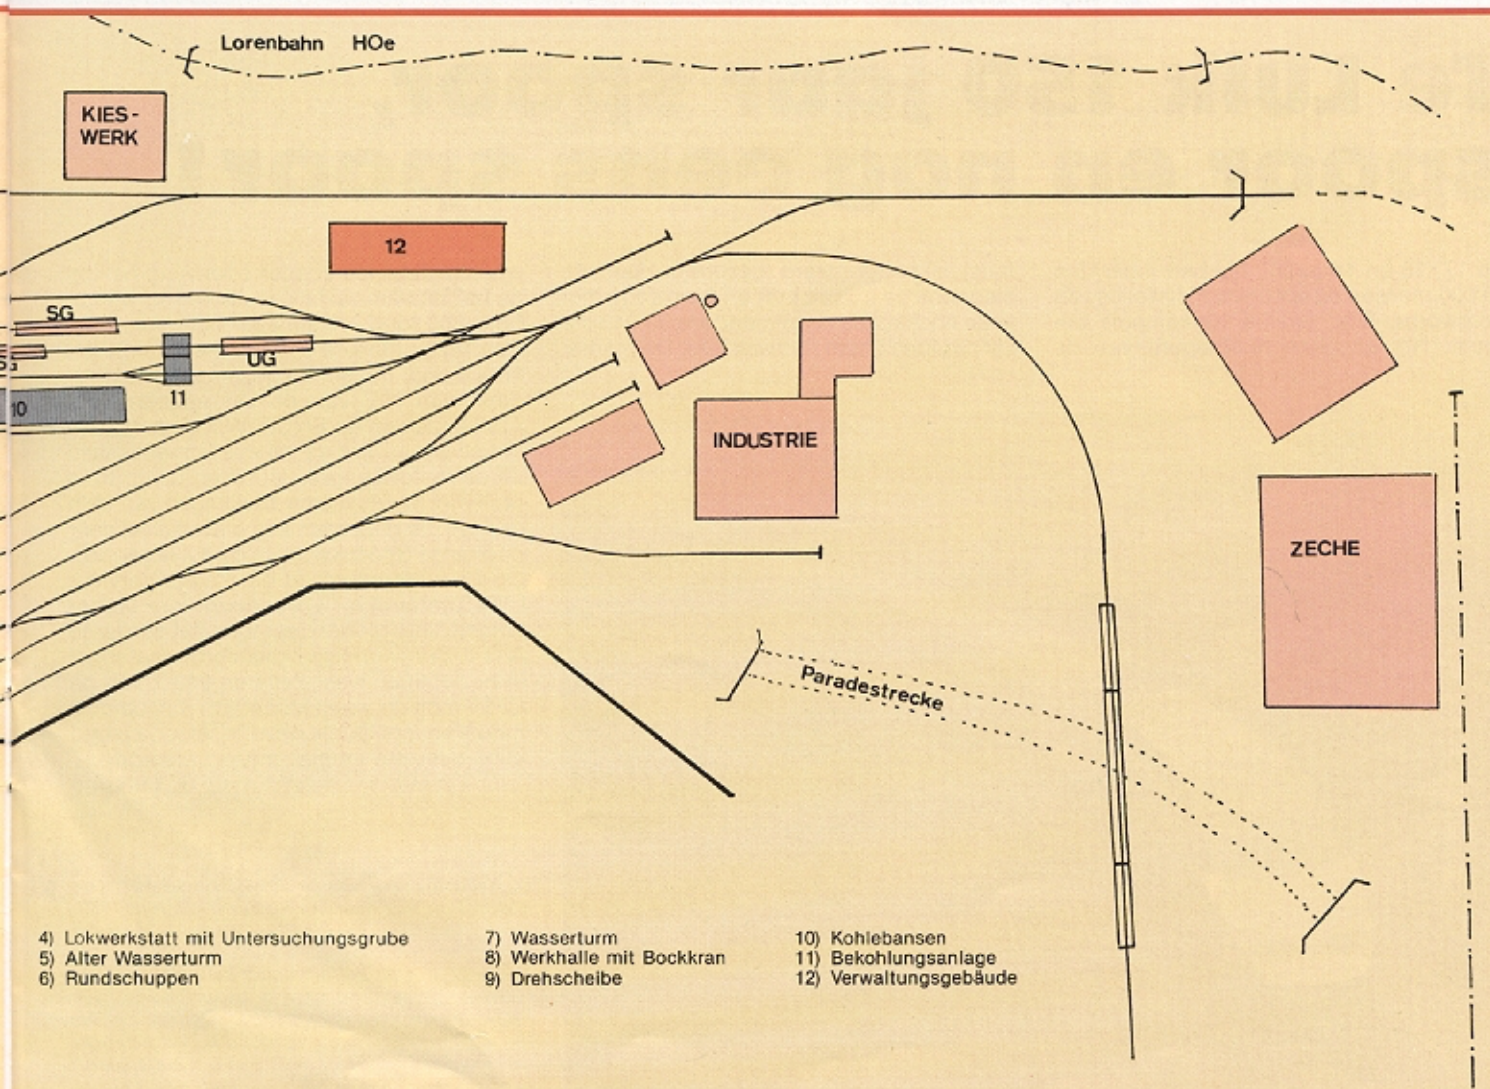 Lorenbahn HOe
KIES-
WERK
12
SG
SG
UG
11
10
INDUSTRIE
ZECHE
Paradestrecke
4) Lokwerkstatt mit Untersuchungsgrube
5) Alter Wasserturm
6) Rundschuppen
7) Wasserturm
8) Werkhalle mit Bockkran
9) Drehscheibe
10) Kohlebansen
11) Bekohlungsanlage
12) Verwaltungsgebäude